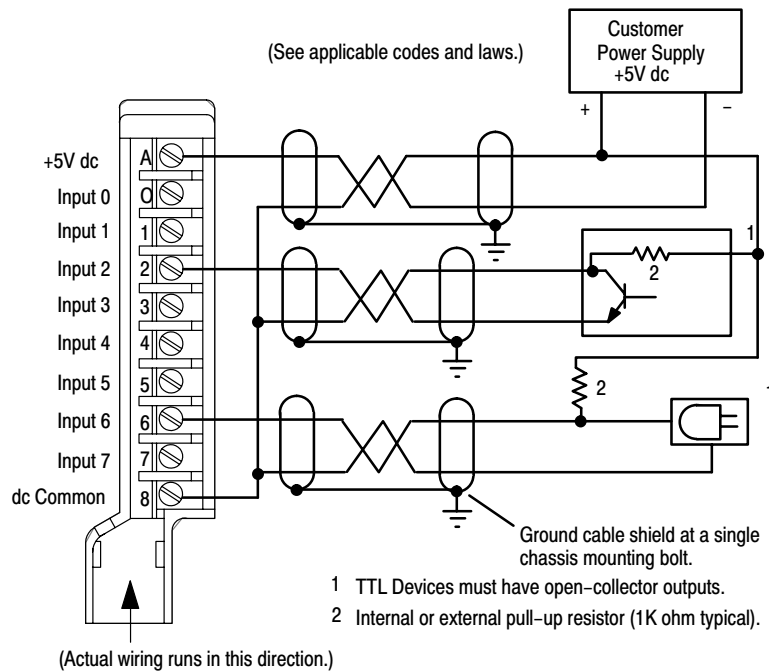 (See applicable codes and laws.)
Customer
Power Supply
+5V dc
+
−
+5V dc
A
Input 0
O
Input 1
1
Input 2
2
Input 3
3
Input 4
4
Input 5
5
Input 6
6
Input 7
7
dc Common
8
1
2
2
Ground cable shield at a single
chassis mounting bolt.
1 TTL Devices must have open−collector outputs.
2 Internal or external pull−up resistor (1K ohm typical).
(Actual wiring runs in this direction.)